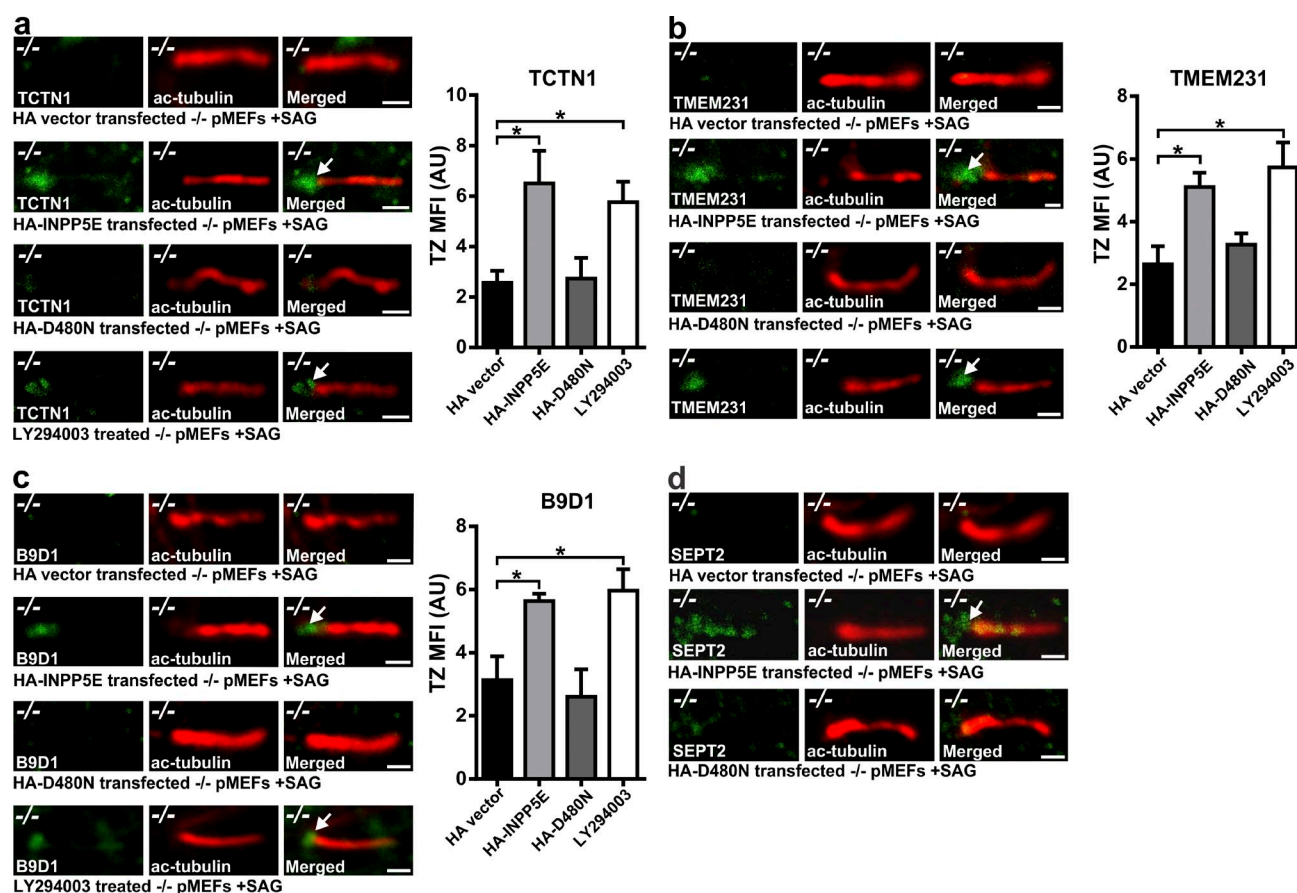 a
-/- -/- -/-
TCTN1 ac-tubulin Merged
HA vector transfected -/- pMEFs +SAG
-/- -/- -/-
TCTN1 ac-tubulin Merged
HA-INPP5E transfected -/- pMEFs +SAG
-/- -/- -/-
TCTN1 ac-tubulin Merged
HA-D480N transfected -/- pMEFs +SAG
-/- -/- -/-
TCTN1 ac-tubulin Merged
LY294003 treated -/- pMEFs +SAG
TCTN1
TZ MFI (AU)
10
8
6
4
2
0
*
*
HA vector
HA-INPP5E
HA-D480N
LY294003
b
-/- -/- -/-
TMEM231 ac-tubulin Merged
HA vector transfected -/- pMEFs +SAG
-/- -/- -/-
TMEM231 ac-tubulin Merged
HA-INPP5E transfected -/- pMEFs +SAG
-/- -/- -/-
TMEM231 ac-tubulin Merged
HA-D480N transfected -/- pMEFs +SAG
-/- -/- -/-
TMEM231 ac-tubulin Merged
TMEM231
TZ MFI (AU)
8
6
4
2
0
*
*
HA vector
HA-INPP5E
HA-D480N
LY294003
c
-/- -/- -/-
B9D1 ac-tubulin Merged
HA vector transfected -/- pMEFs +SAG
-/- -/- -/-
B9D1 ac-tubulin Merged
HA-INPP5E transfected -/- pMEFs +SAG
-/- -/- -/-
B9D1 ac-tubulin Merged
HA-D480N transfected -/- pMEFs +SAG
-/- -/- -/-
B9D1 ac-tubulin Merged
LY294003 treated -/- pMEFs +SAG
B9D1
TZ MFI (AU)
8
6
4
2
0
*
*
HA vector
HA-INPP5E
HA-D480N
LY294003
d
-/- -/- -/-
SEPT2 ac-tubulin Merged
HA vector transfected -/- pMEFs +SAG
-/- -/- -/-
SEPT2 ac-tubulin Merged
HA-INPP5E transfected -/- pMEFs +SAG
-/- -/- -/-
SEPT2 ac-tubulin Merged
HA-D480N transfected -/- pMEFs +SAG